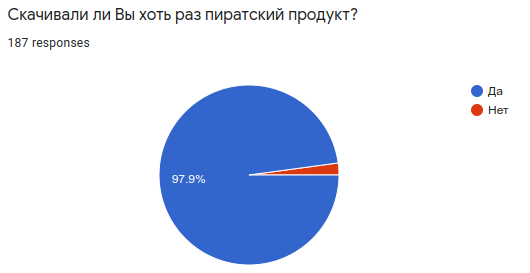 Скачивали ли Вы хоть раз пиратский продукт?
187 responses
Да
Нет
97.9%